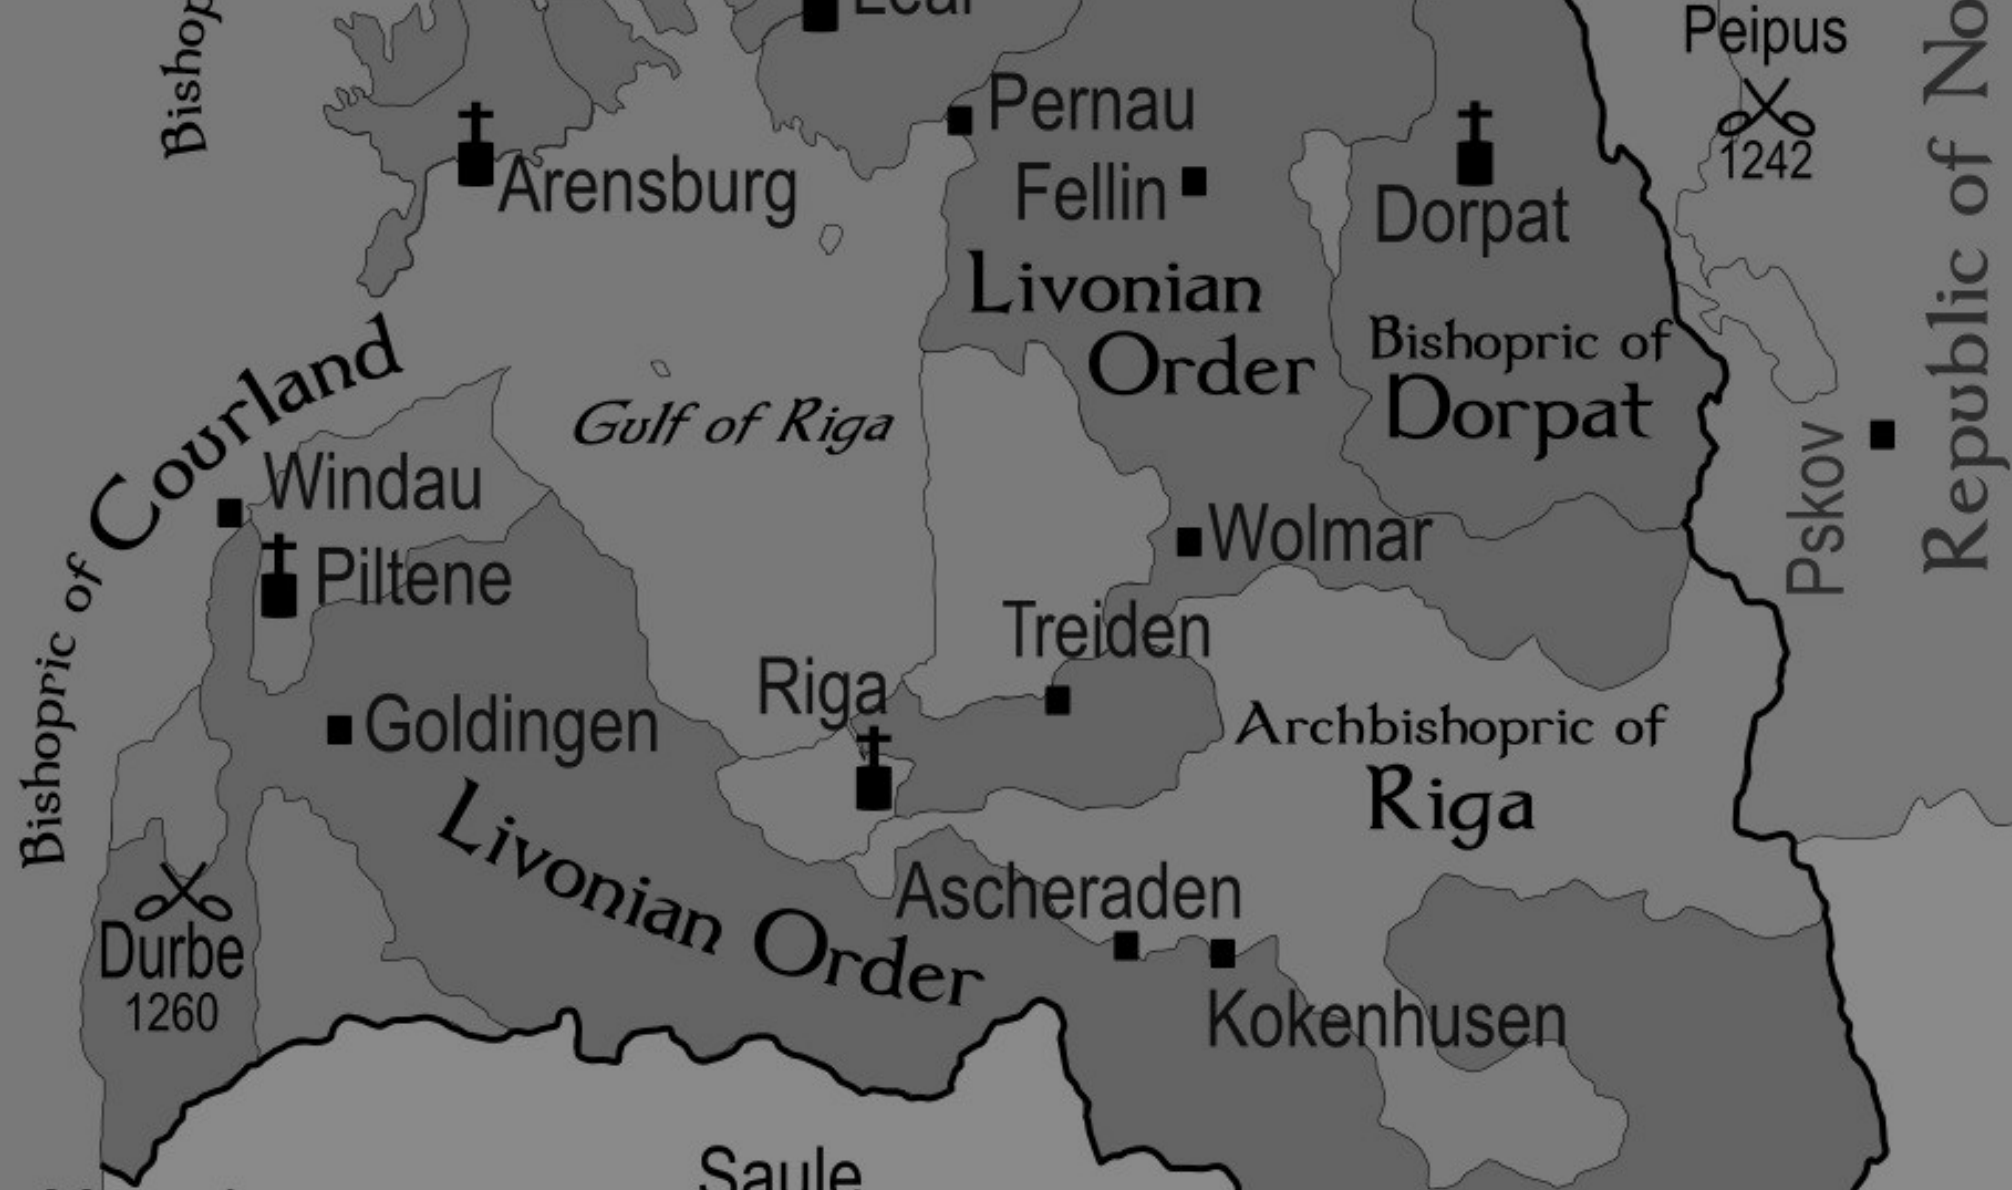 Peipus
1242
Pernau
Arensburg
Fellin
Dorpat
Livonian
Order
Bishopric of
Dorpat
Bishopric of Courland
Gulf of Riga
Windau
Piltene
Wolmar
Pskov
Republic of
Treiden
Riga
Goldingen
Archbishopric of
Riga
Livonian Order
Ascheraden
Durbe
1260
Kokenhusen
Saule